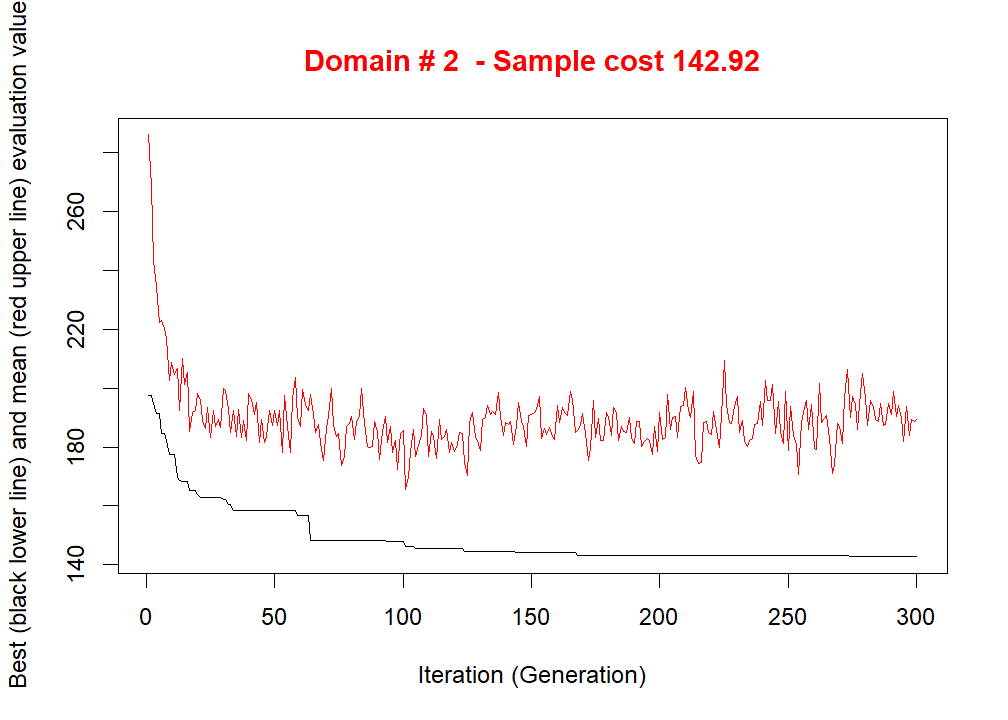 Domain # 2  - Sample cost 142.92
Best (black lower line) and mean (red upper line) evaluation value
260
220
180
140
0 50 100 150 200 250 300
Iteration (Generation)